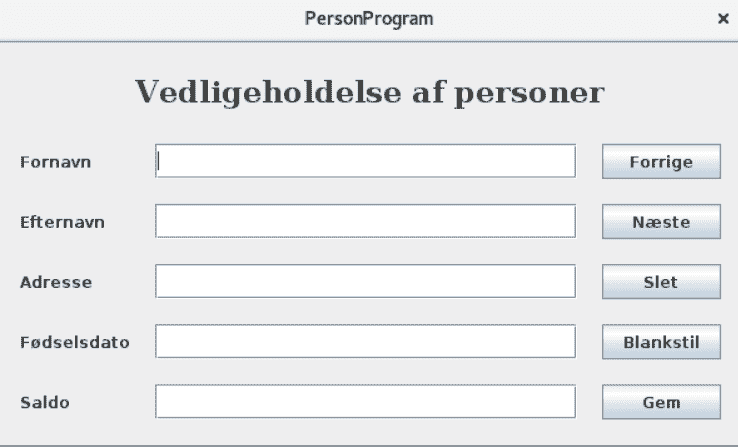 PersonProgram ×
Vedligeholdelse af personer
Fornavn Forrige
Efternavn Næste
Adresse Slet
Fødselsdato Blankstil
Saldo Gem